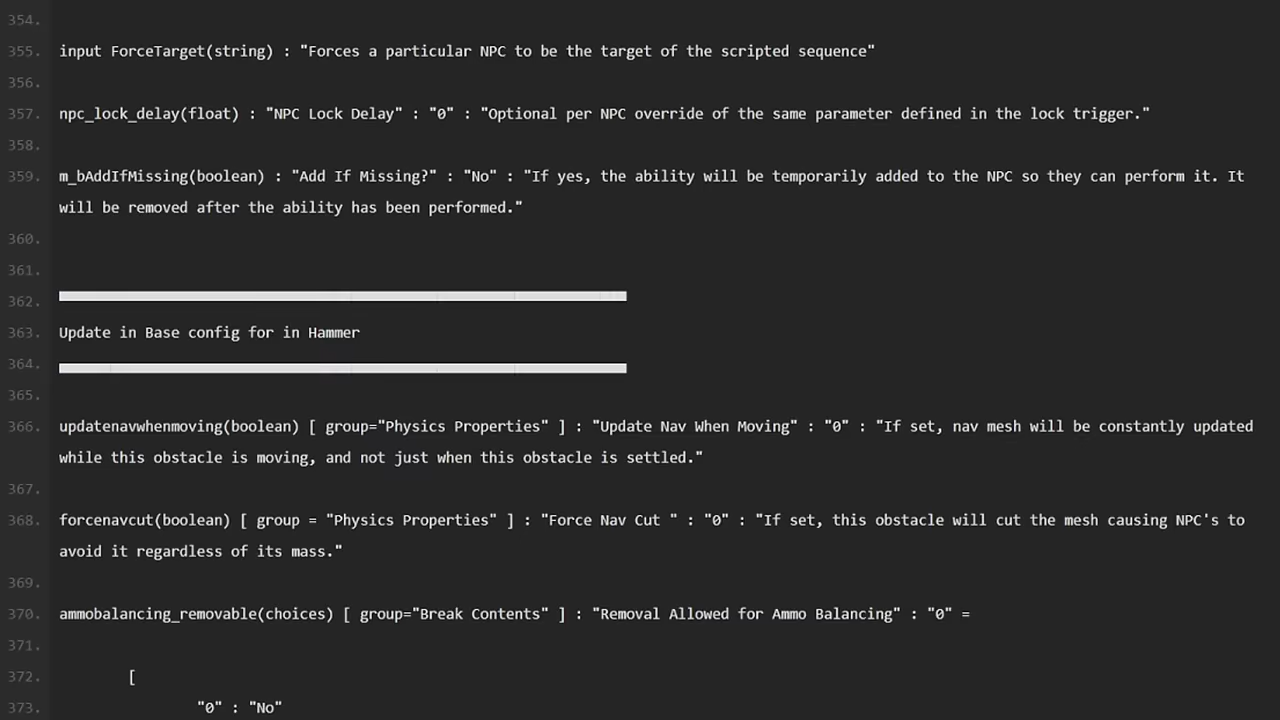 354.
355. input ForceTarget(string) : "Forces a particular NPC to be the target of the scripted sequence"
356.
357. npc_lock_delay(float) : "NPC Lock Delay" : "0" : "Optional per NPC override of the same parameter defined in the lock trigger."
358.
359. m_bAddIfMissing(boolean) : "Add If Missing?" : "No" : "If yes, the ability will be temporarily added to the NPC so they can perform it. It
will be removed after the ability has been performed."
360.
361.
362.
363. Update in Base config for in Hammer
364.
365.
366. updatenavwhenmoving(boolean) [ group="Physics Properties" ] : "Update Nav When Moving" : "0" : "If set, nav mesh will be constantly updated
while this obstacle is moving, and not just when this obstacle is settled."
367.
368. forcenavcut(boolean) [ group = "Physics Properties" ] : "Force Nav Cut " : "0" : "If set, this obstacle will cut the mesh causing NPC's to
avoid it regardless of its mass."
369.
370. ammobalancing_removable(choices) [ group="Break Contents" ] : "Removal Allowed for Ammo Balancing" : "0" =
371.
372. [
373. "0" : "No"